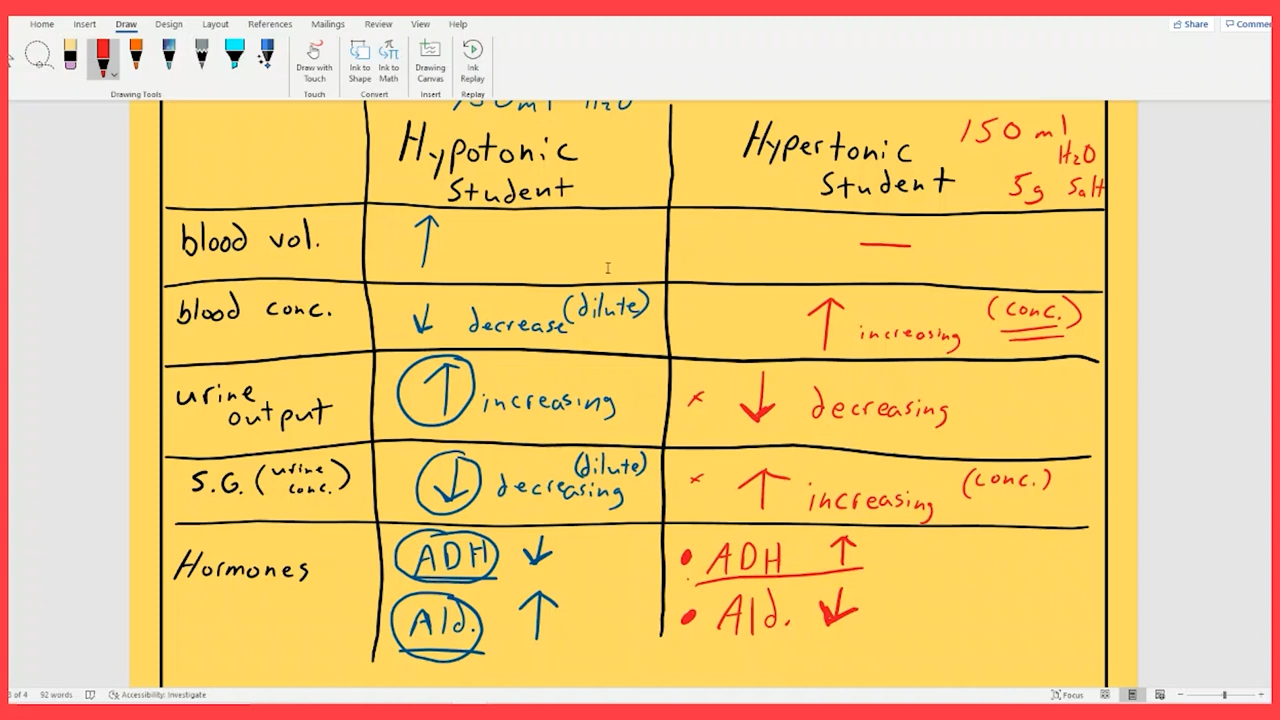 Home Insert Draw Design Layout References Mailings Review View Help
Share
Draw with Touch
Ink to Shape
Ink to Math
Drawing Canvas
Ink Replay
Drawing Tools Touch Convert Insert Replay
H2O
Hypotonic Student
Hypertonic Student
150 ml H2O 5g Salt
blood vol. ↑ —
blood conc. ↓ decrease (dilute) ↑ increasing (conc.)
urine output ↑ increasing × ↓ decreasing
S.G. (urine conc.) ↓ decreasing (dilute) × ↑ increasing (conc.)
Hormones ADH ↓ • ADH ↑
Ald. ↑ • Ald. ↓
of 4 92 words Accessibility: Investigate Focus